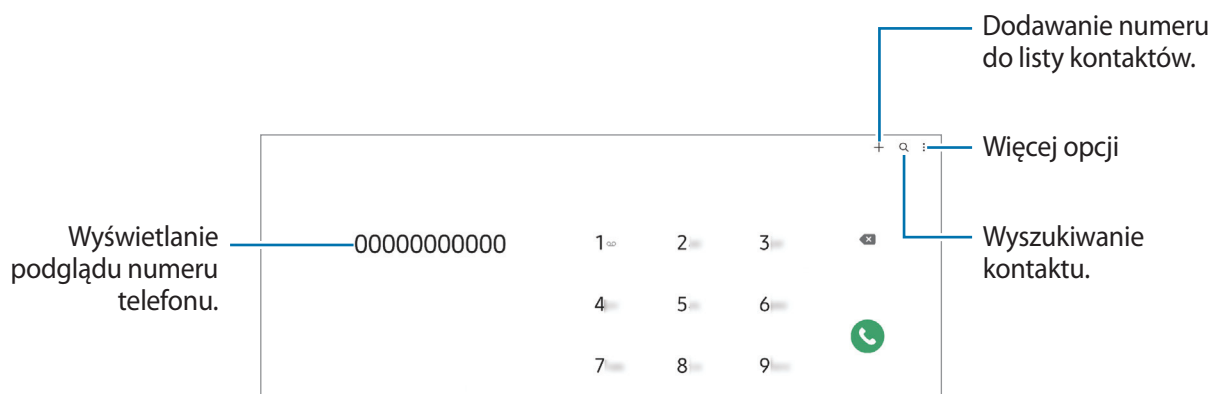 Dodawanie numeru
do listy kontaktów.
Więcej opcji
Wyszukiwanie
kontaktu.
Wyświetlanie
podglądu numeru
telefonu.
00000000000
1 2 3
4 5 6
7 8 9